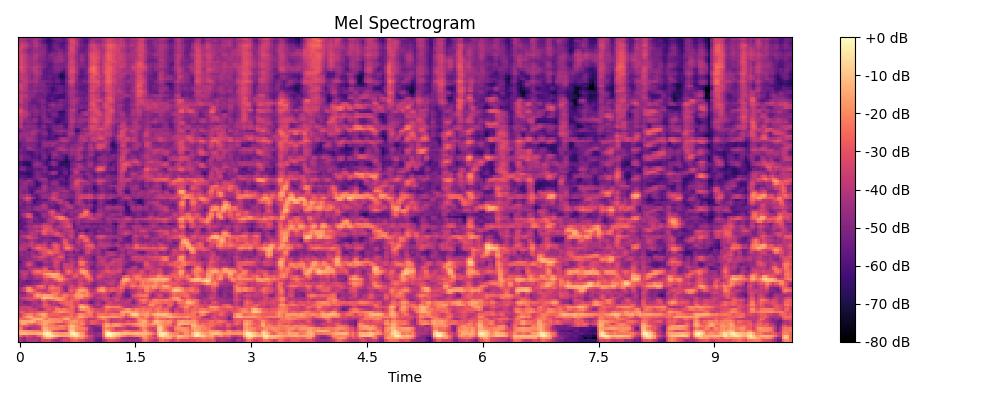 Mel Spectrogram
+0 dB
-10 dB
-20 dB
-30 dB
-40 dB
-50 dB
-60 dB
-70 dB
-80 dB
0 1.5 3 4.5 6 7.5 9
Time